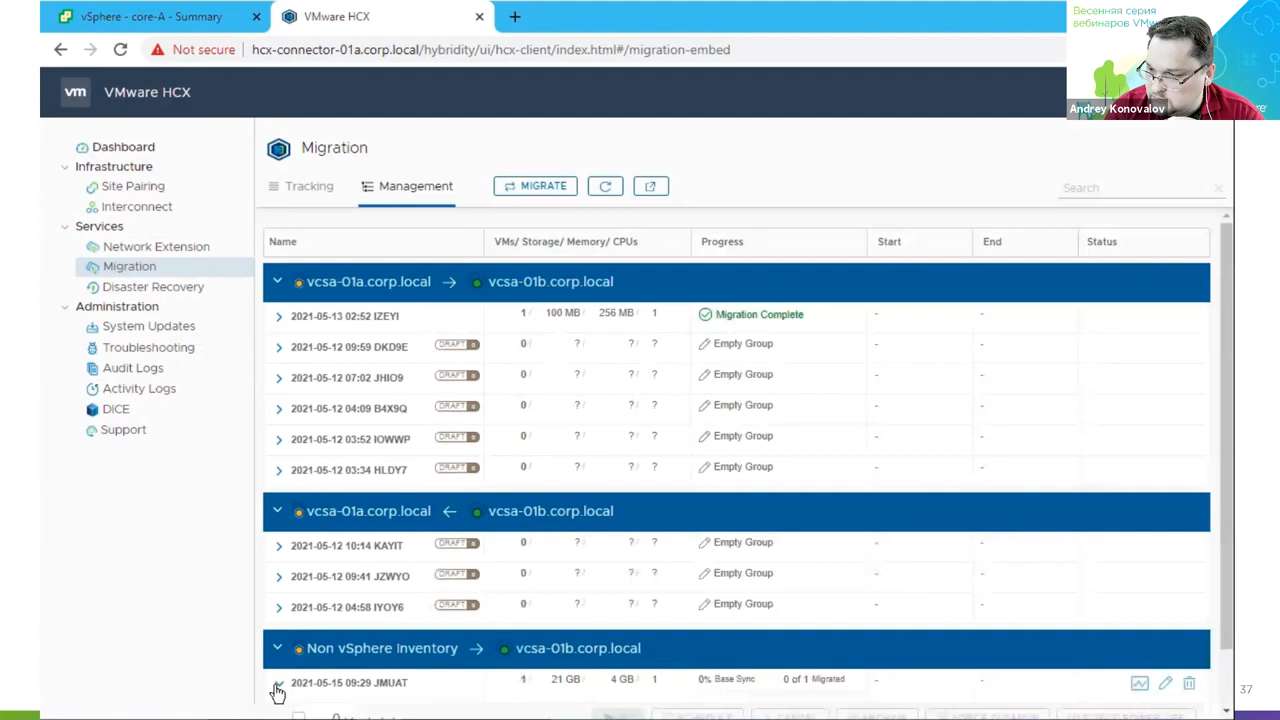 vSphere - core-A - Summary
VMware HCX
Весенняя серия
вебинаров VMw
Not secure
hcx-connector-01a.corp.local/hybridity/ui/hcx-client/index.html#/migration-embed
Andrey Konovalov
vm
VMware HCX
Dashboard
Infrastructure
Site Pairing
Interconnect
Services
Network Extension
Migration
Disaster Recovery
Administration
System Updates
Troubleshooting
Audit Logs
Activity Logs
DICE
Support
Migration
Tracking Management MIGRATE Search
Name VMs/ Storage/ Memory/ CPUs Progress Start End Status
vcsa-01a.corp.local → vcsa-01b.corp.local
2021-05-13 02:52 IZEYI 1 / 100 MB / 256 MB / 1 Migration Complete - -
2021-05-12 09:59 DKD9E DRAFT 0 / ? / ? / ? Empty Group - -
2021-05-12 07:02 JHIO9 DRAFT 0 / ? / ? / ? Empty Group - -
2021-05-12 04:09 B4X9Q DRAFT 0 / ? / ? / ? Empty Group - -
2021-05-12 03:52 IOWWP DRAFT 0 / ? / ? / ? Empty Group - -
2021-05-12 03:34 HLDY7 DRAFT 0 / ? / ? / ? Empty Group - -
vcsa-01a.corp.local ← vcsa-01b.corp.local
2021-05-12 10:14 KAYIT DRAFT 0 / ? / ? / ? Empty Group - -
2021-05-12 09:41 JZWYO DRAFT 0 / ? / ? / ? Empty Group - -
2021-05-12 04:58 IYOY6 DRAFT 0 / ? / ? / ? Empty Group - -
Non vSphere Inventory → vcsa-01b.corp.local
2021-05-15 09:29 JMUAT 1 / 21 GB / 4 GB / 1 0% Base Sync 0 of 1 Migrated - -
37